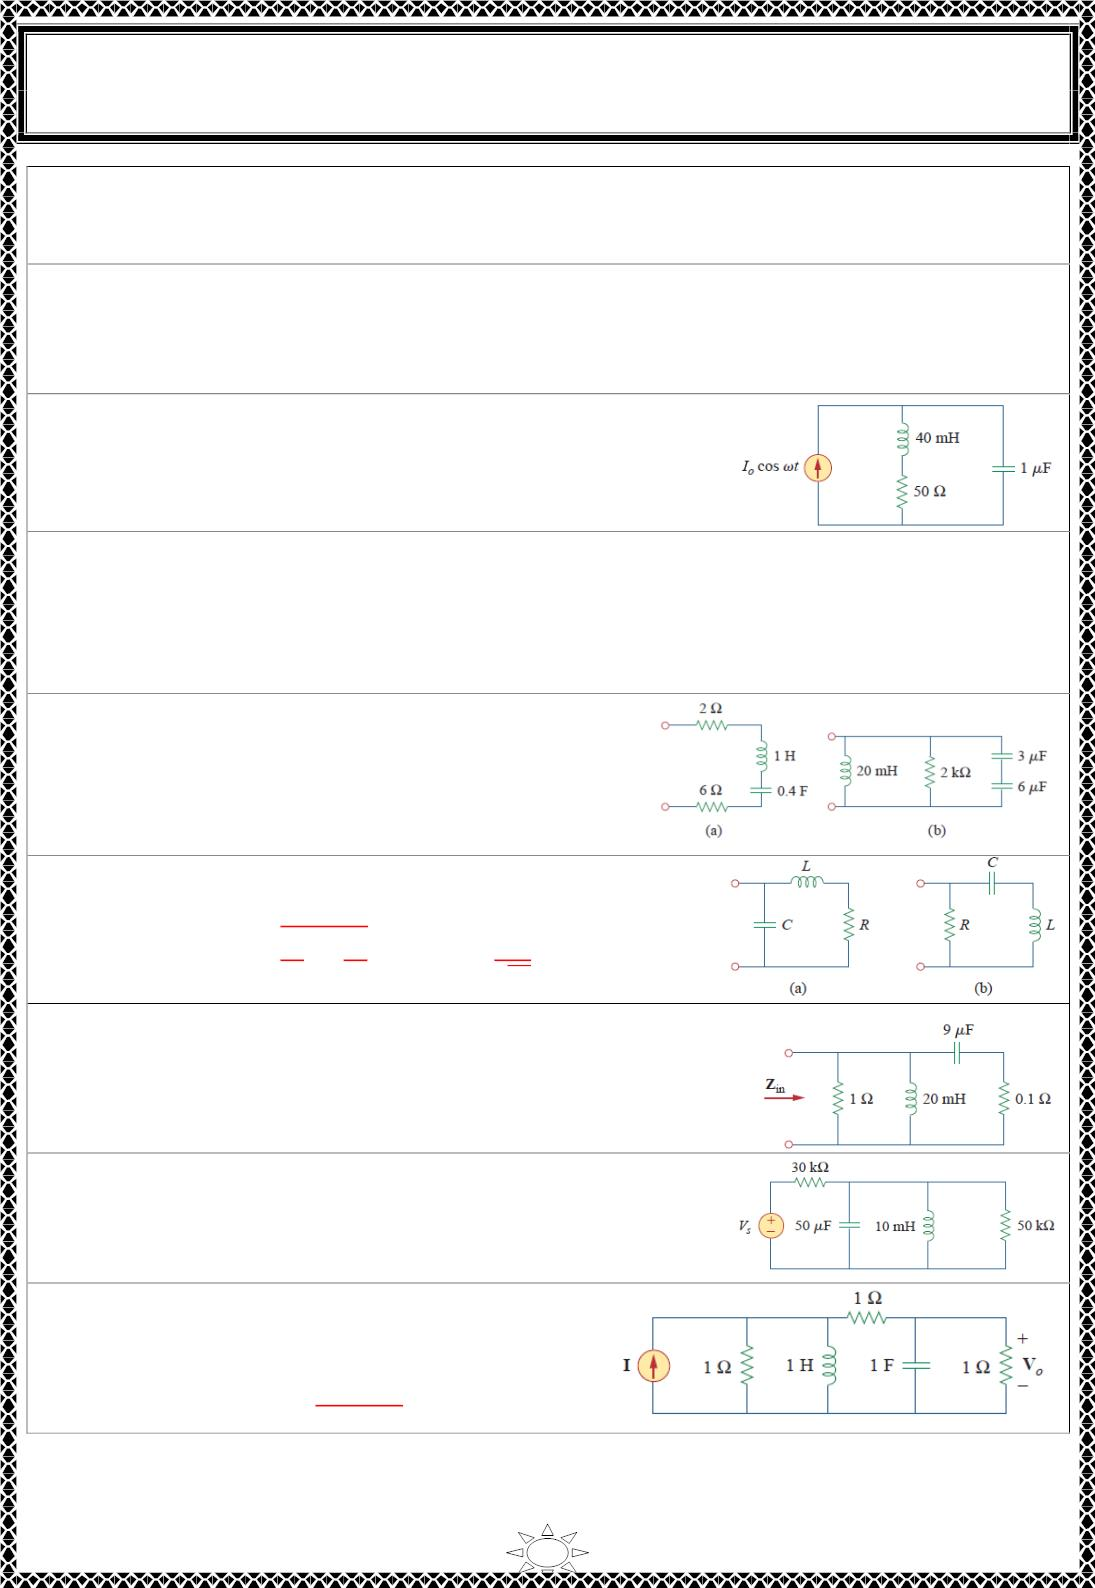 40 mH
I_o cos ωt
1 μF
50 Ω
2 Ω
1 H
3 μF
20 mH
2 kΩ
6 Ω
0.4 F
6 μF
(a)
(b)
L
C
C
R
R
L
(a)
(b)
9 μF
Z_in
1 Ω
20 mH
0.1 Ω
30 kΩ
V_s
+
−
50 μF
10 mH
50 kΩ
1 Ω
+
I
1 Ω
1 H
1 F
1 Ω
V_o
−